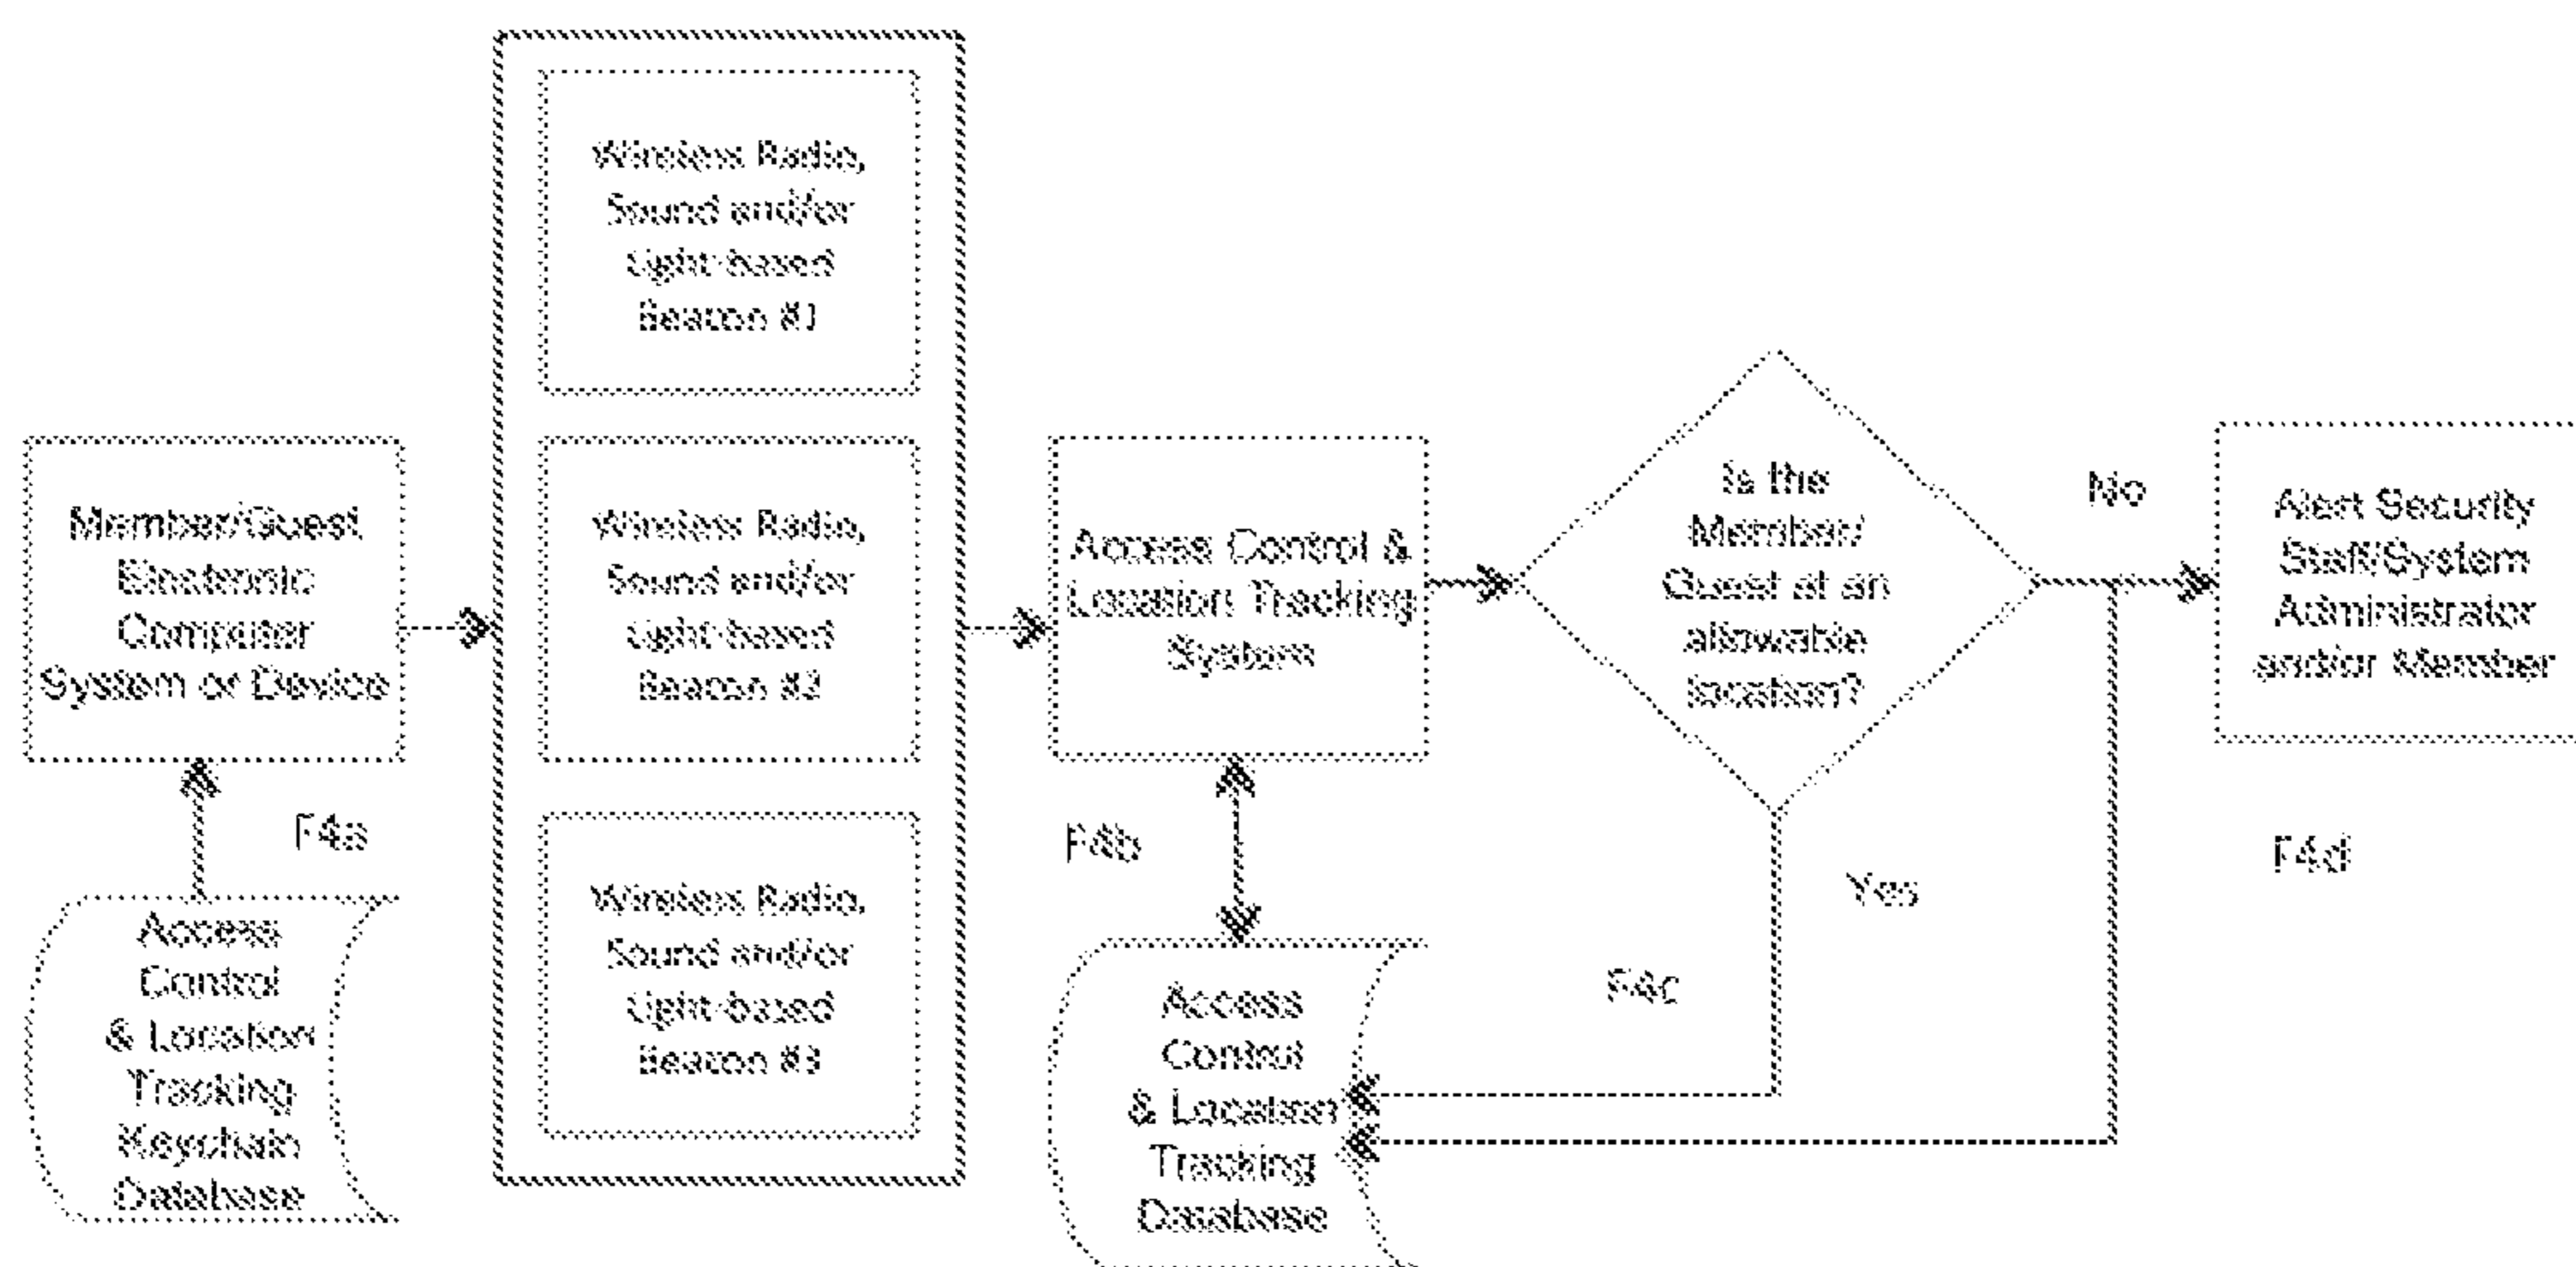 Member/Guest
Electronic
Computer
System or Device
F4a
Access
Control
& Location
Tracking
Keychain
Database
Wireless Radio,
Sound and/or
Light-based
Beacon #1
Wireless Radio,
Sound and/or
Light-based
Beacon #2
Wireless Radio,
Sound and/or
Light-based
Beacon #3
Access Control &
Location Tracking
System
F4b
Access
Control
& Location
Tracking
Database
Is the
Member/
Guest at an
allowable
location?
Yes
F4c
No
Alert Security
Staff/System
Administrator
and/or Member
F4d